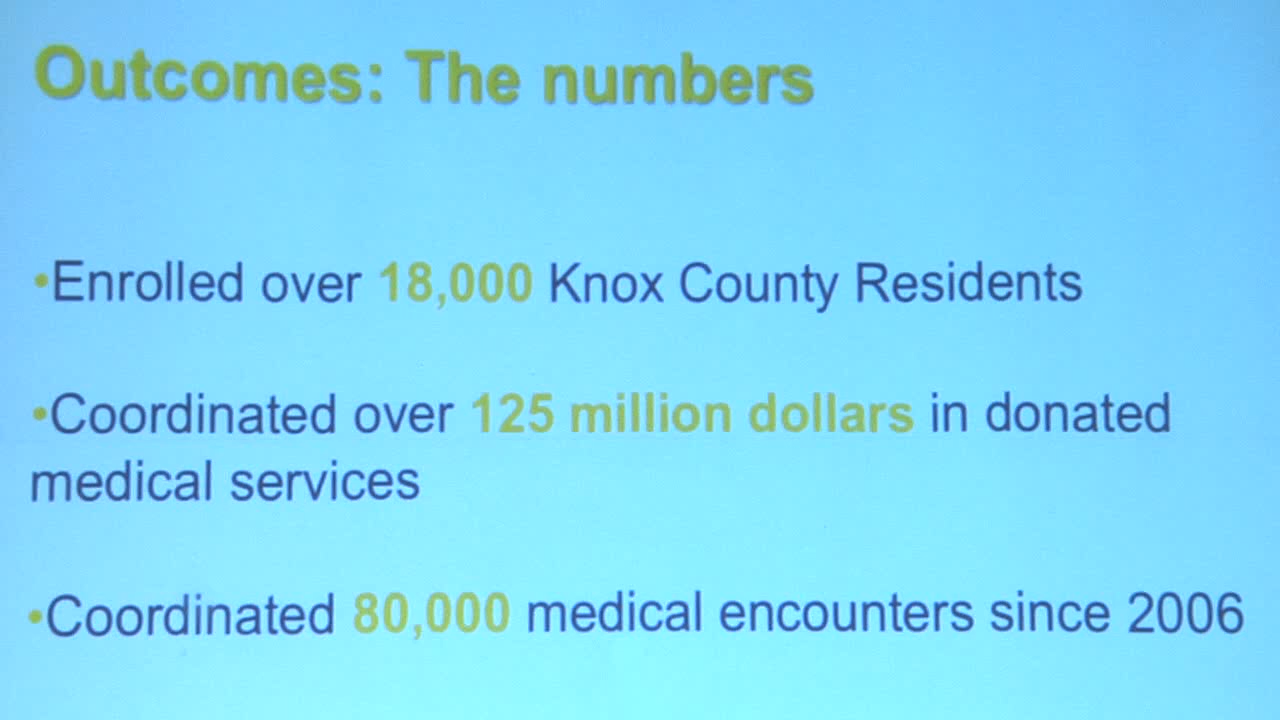 Outcomes: The numbers
•Enrolled over 18,000 Knox County Residents
•Coordinated over 125 million dollars in donated
medical services
•Coordinated 80,000 medical encounters since 2006